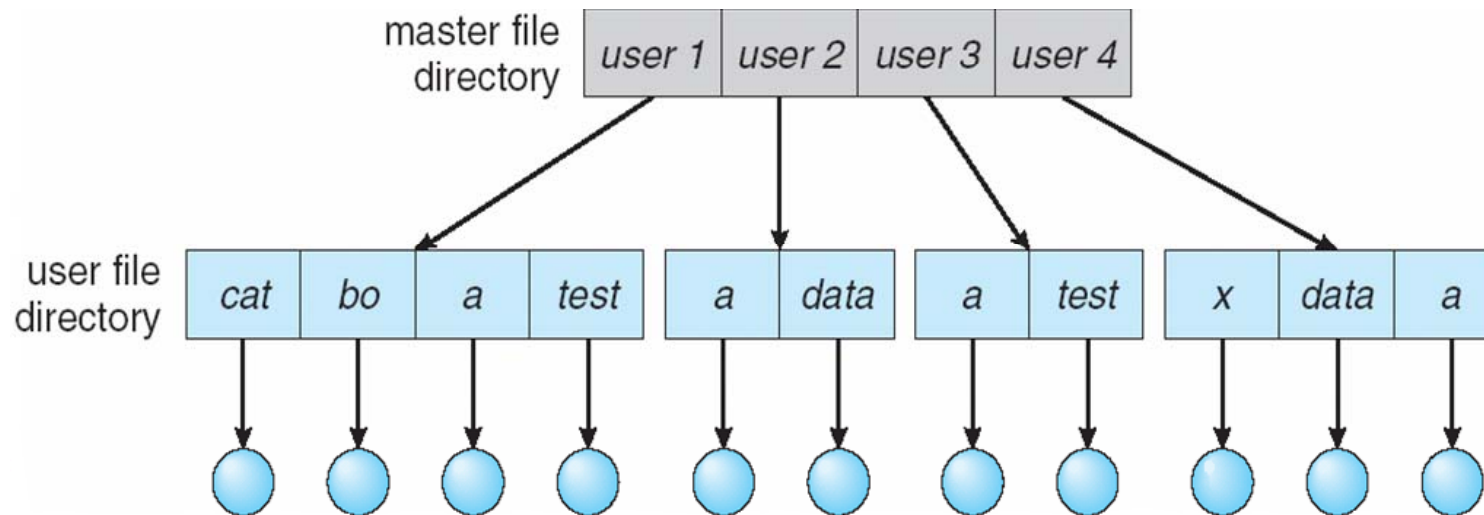 master file
directory
user 1 user 2 user 3 user 4
user file
directory
cat bo a test a data a test x data a